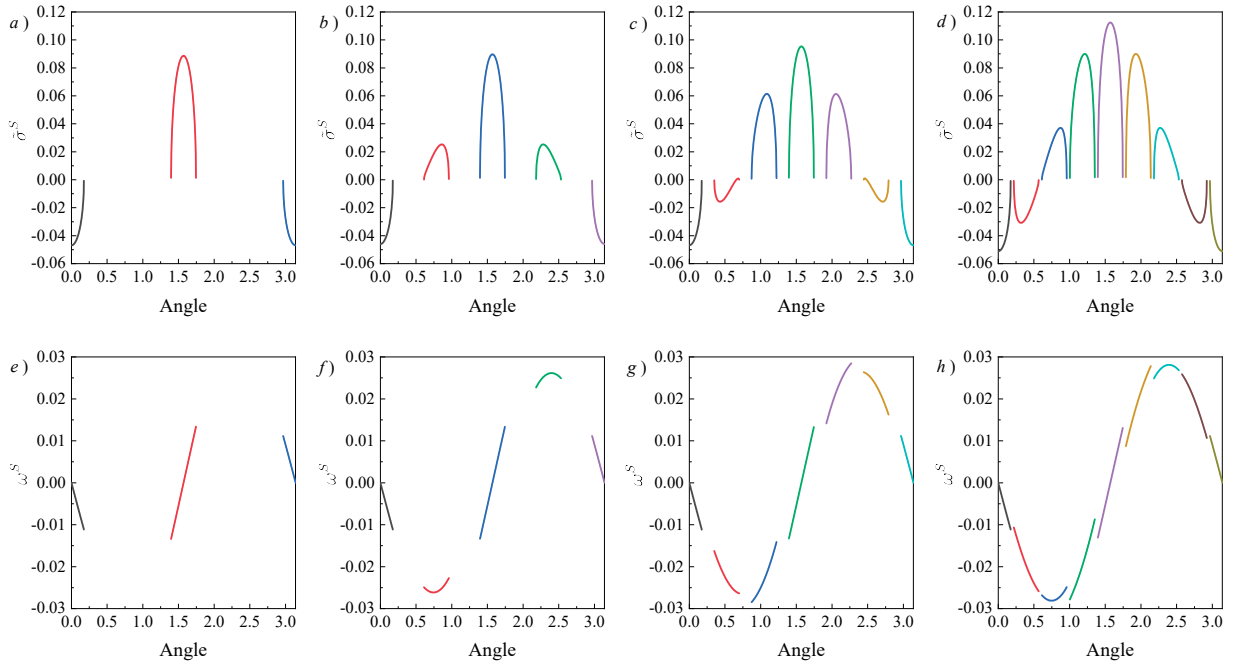 a ) b ) c ) d )
0.12 0.12 0.12 0.12
0.10 0.10 0.10 0.10
0.08 0.08 0.08 0.08
0.06 0.06 0.06 0.06
0.04 0.04 0.04 0.04
0.02 0.02 0.02 0.02
0.00 0.00 0.00 0.00
-0.02 -0.02 -0.02 -0.02
-0.04 -0.04 -0.04 -0.04
-0.06 -0.06 -0.06 -0.06
σ̃^S σ̃^S σ̃^S σ̃^S
0.0 0.5 1.0 1.5 2.0 2.5 3.0 0.0 0.5 1.0 1.5 2.0 2.5 3.0 0.0 0.5 1.0 1.5 2.0 2.5 3.0 0.0 0.5 1.0 1.5 2.0 2.5 3.0
Angle Angle Angle Angle
e ) f ) g ) h )
0.03 0.03 0.03 0.03
0.02 0.02 0.02 0.02
0.01 0.01 0.01 0.01
0.00 0.00 0.00 0.00
-0.01 -0.01 -0.01 -0.01
-0.02 -0.02 -0.02 -0.02
-0.03 -0.03 -0.03 -0.03
ω^S ω^S ω^S ω^S
0.0 0.5 1.0 1.5 2.0 2.5 3.0 0.0 0.5 1.0 1.5 2.0 2.5 3.0 0.0 0.5 1.0 1.5 2.0 2.5 3.0 0.0 0.5 1.0 1.5 2.0 2.5 3.0
Angle Angle Angle Angle